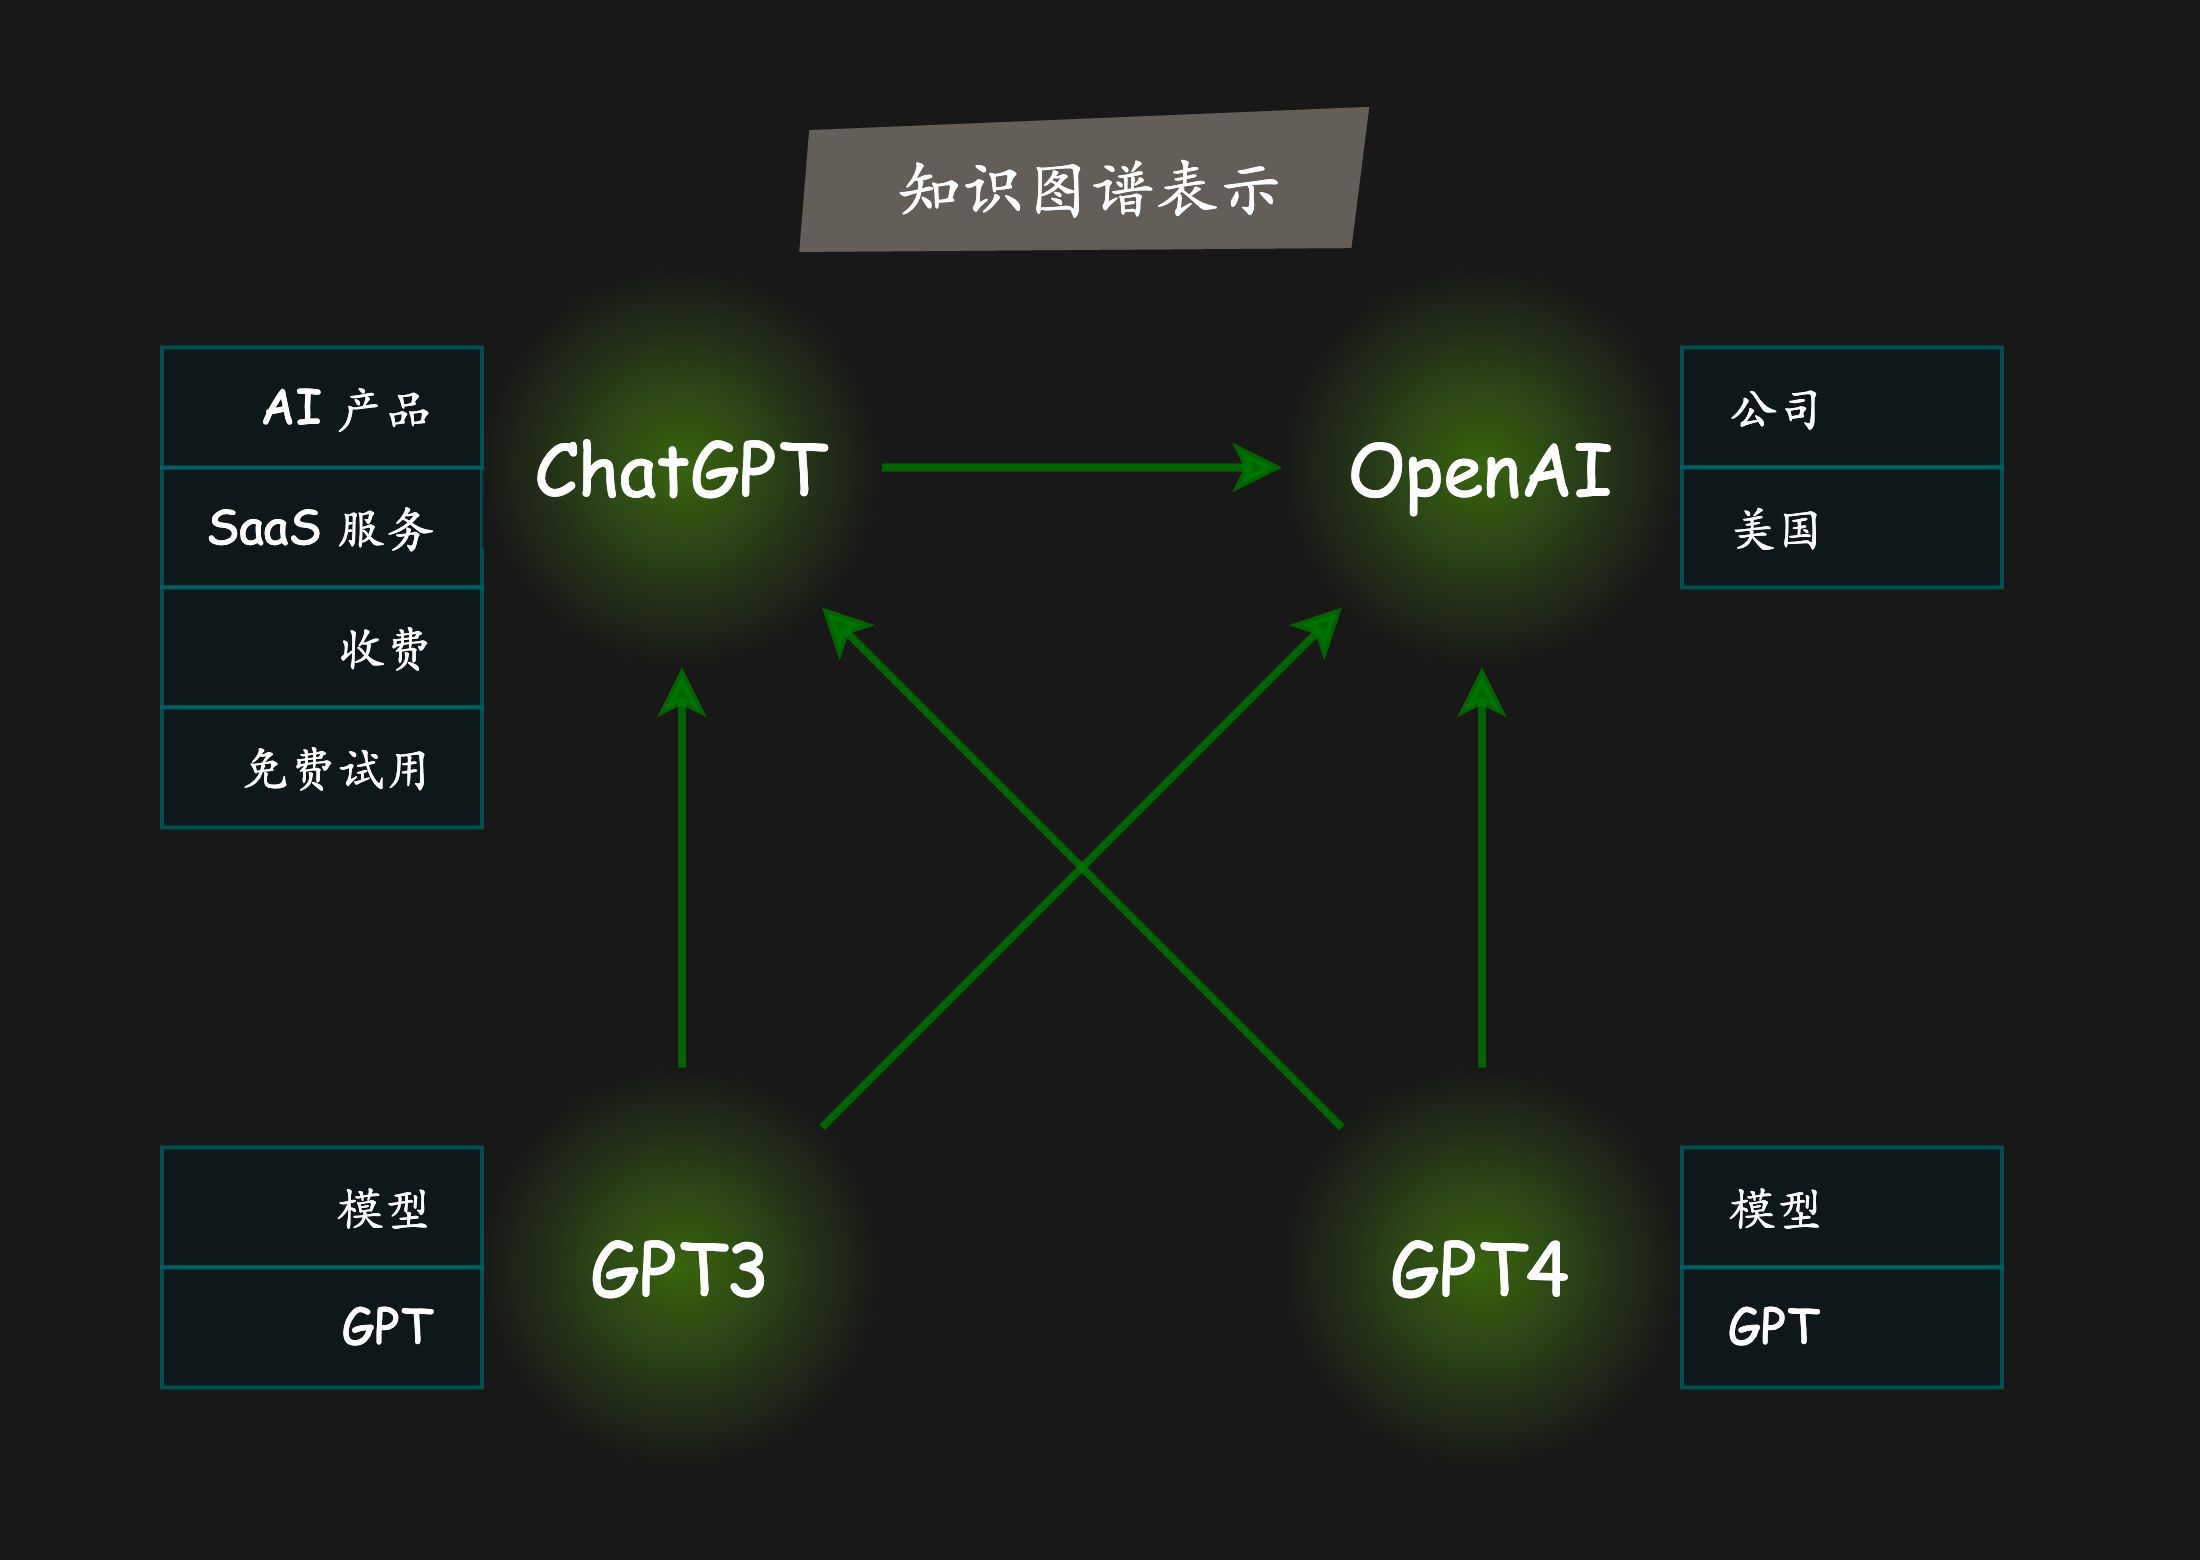 知识图谱表示
AI 产品
SaaS 服务
收费
免费试用
ChatGPT
OpenAI
公司
美国
模型
GPT
GPT3
GPT4
模型
GPT